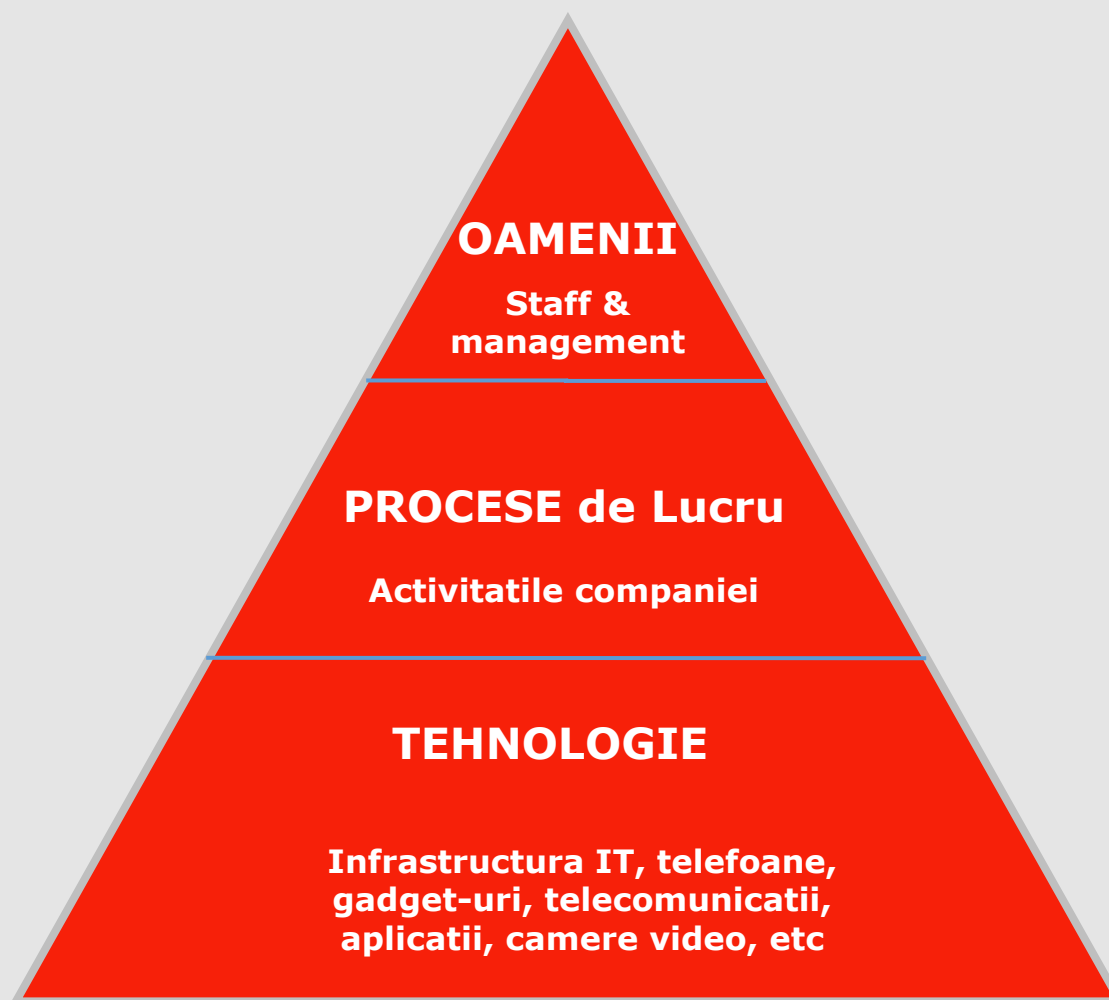 OAMENII
Staff &
management
PROCESE de Lucru
Activitatile companiei
TEHNOLOGIE
Infrastructura IT, telefoane,
gadget-uri, telecomunicatii,
aplicatii, camere video, etc